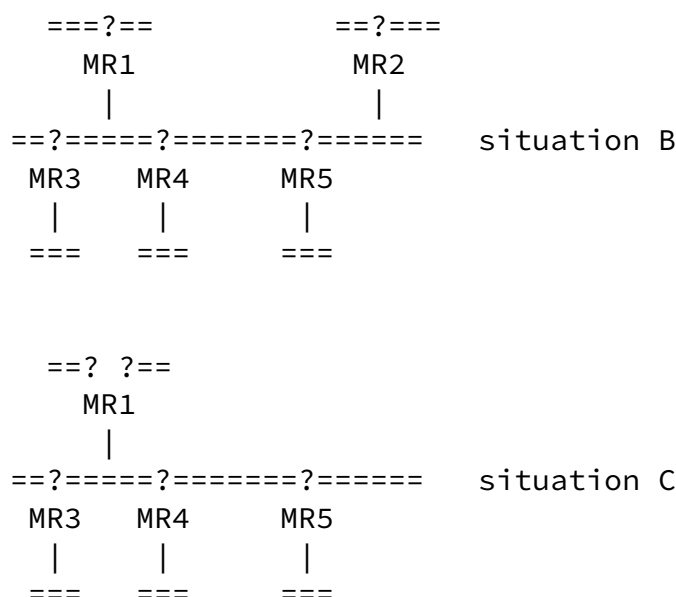 ===?==          ==?===
    MR1            MR2
     |              |
==?=====?=======?======   situation B
 MR3   MR4     MR5
  |     |       |
 ===   ===     ===
  ==? ?==
    MR1
     |
==?=====?=======?======   situation C
 MR3   MR4     MR5
  |     |       |
 ===   ===     ===